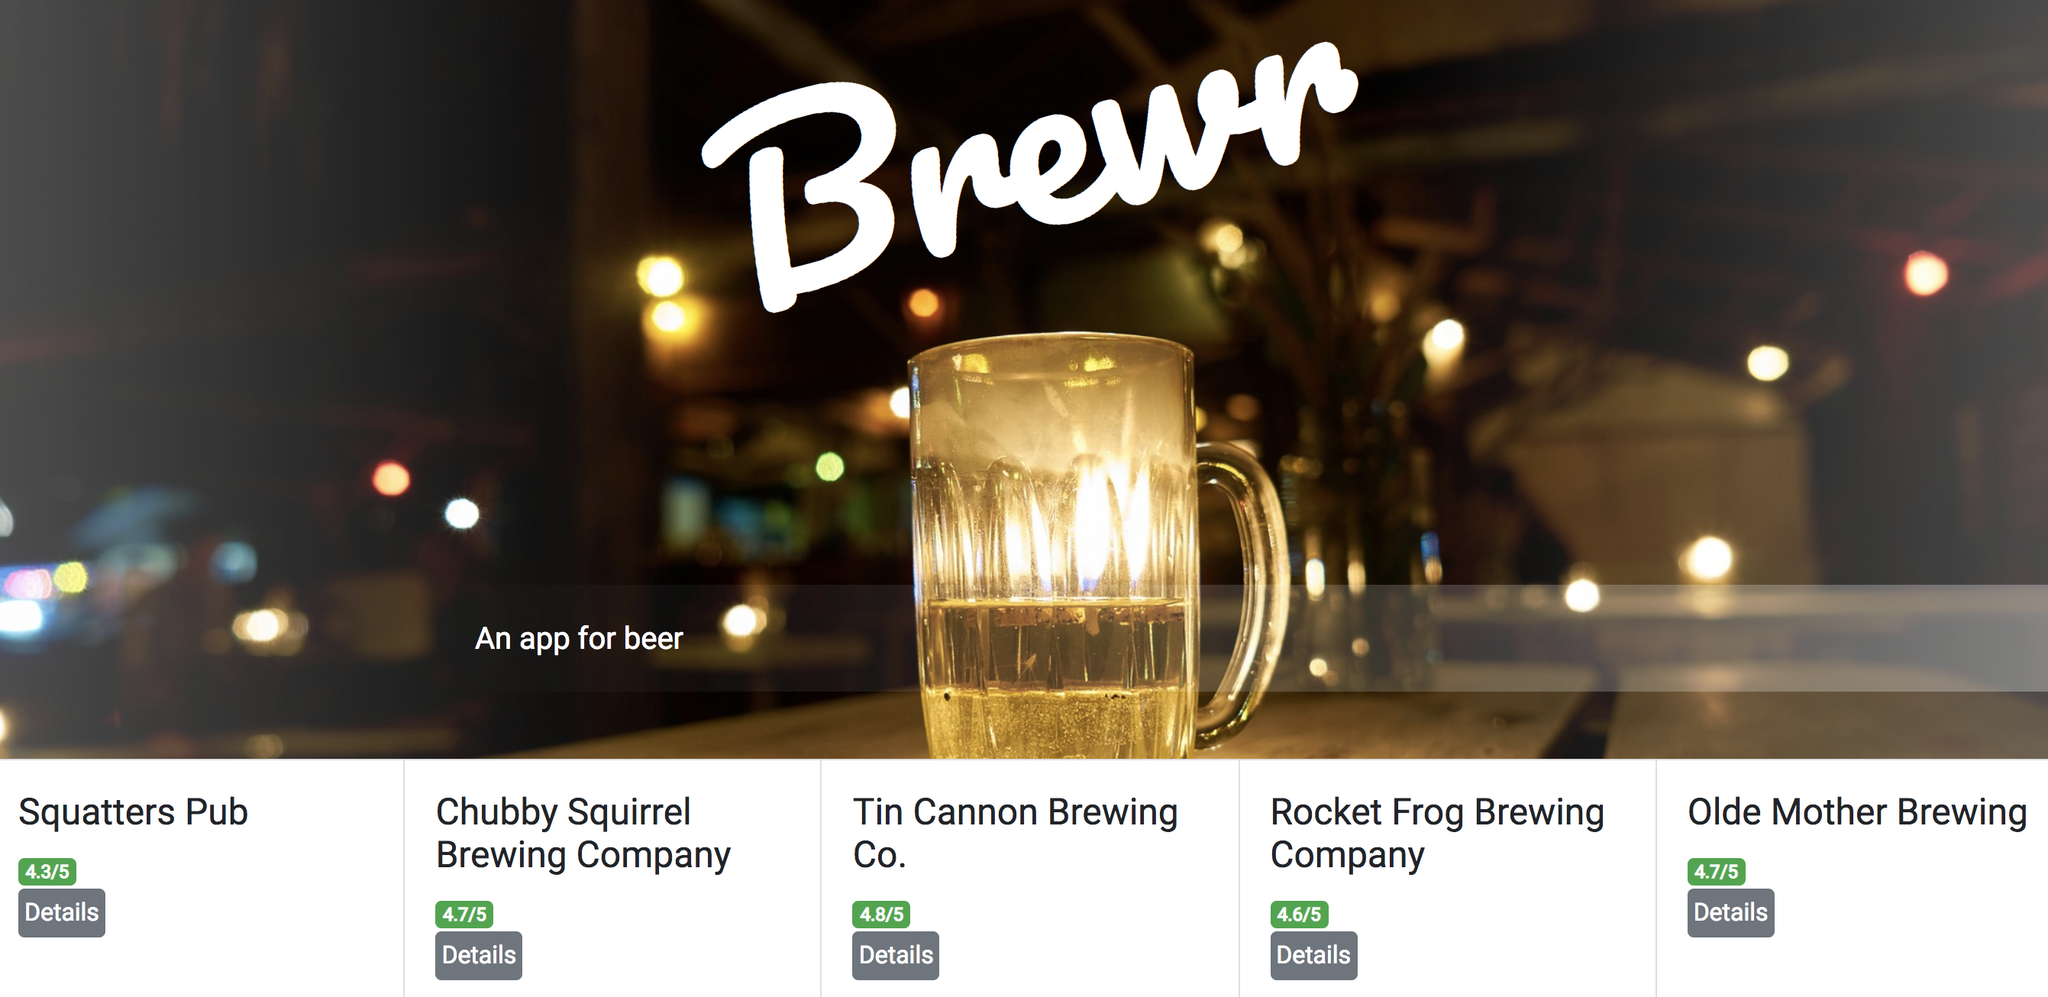 Brewr
An app for beer
Squatters Pub
4.3/5
Details
Chubby Squirrel
Brewing Company
4.7/5
Details
Tin Cannon Brewing
Co.
4.8/5
Details
Rocket Frog Brewing
Company
4.6/5
Details
Olde Mother Brewing
4.7/5
Details